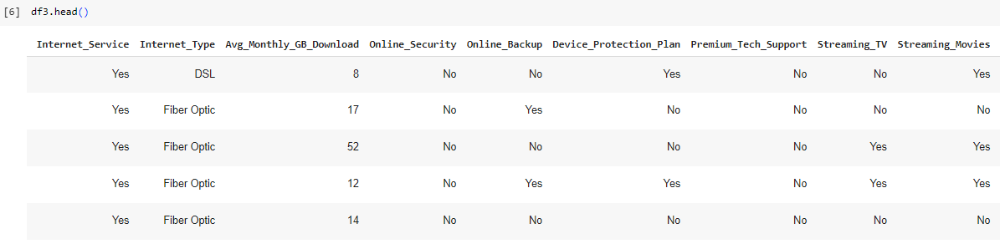 [6] df3.head()
Internet_Service Internet_Type Avg_Monthly_GB_Download Online_Security Online_Backup Device_Protection_Plan Premium_Tech_Support Streaming_TV Streaming_Movies
Yes DSL 8 No No Yes No No Yes
Yes Fiber Optic 17 No Yes No No No No
Yes Fiber Optic 52 No No No No Yes Yes
Yes Fiber Optic 12 No Yes Yes No Yes Yes
Yes Fiber Optic 14 No No No No No No